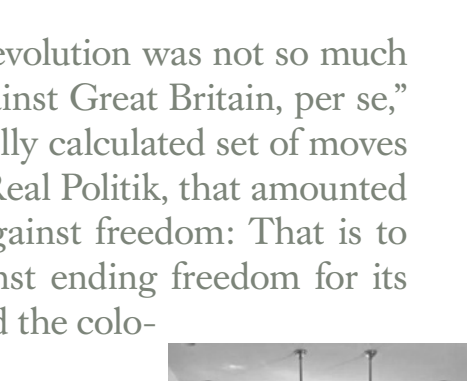 evolution was not so much
inst Great Britain, per se,”
lly calculated set of moves
Real Politik, that amounted
gainst freedom: That is to
nst ending freedom for its
d the colo-